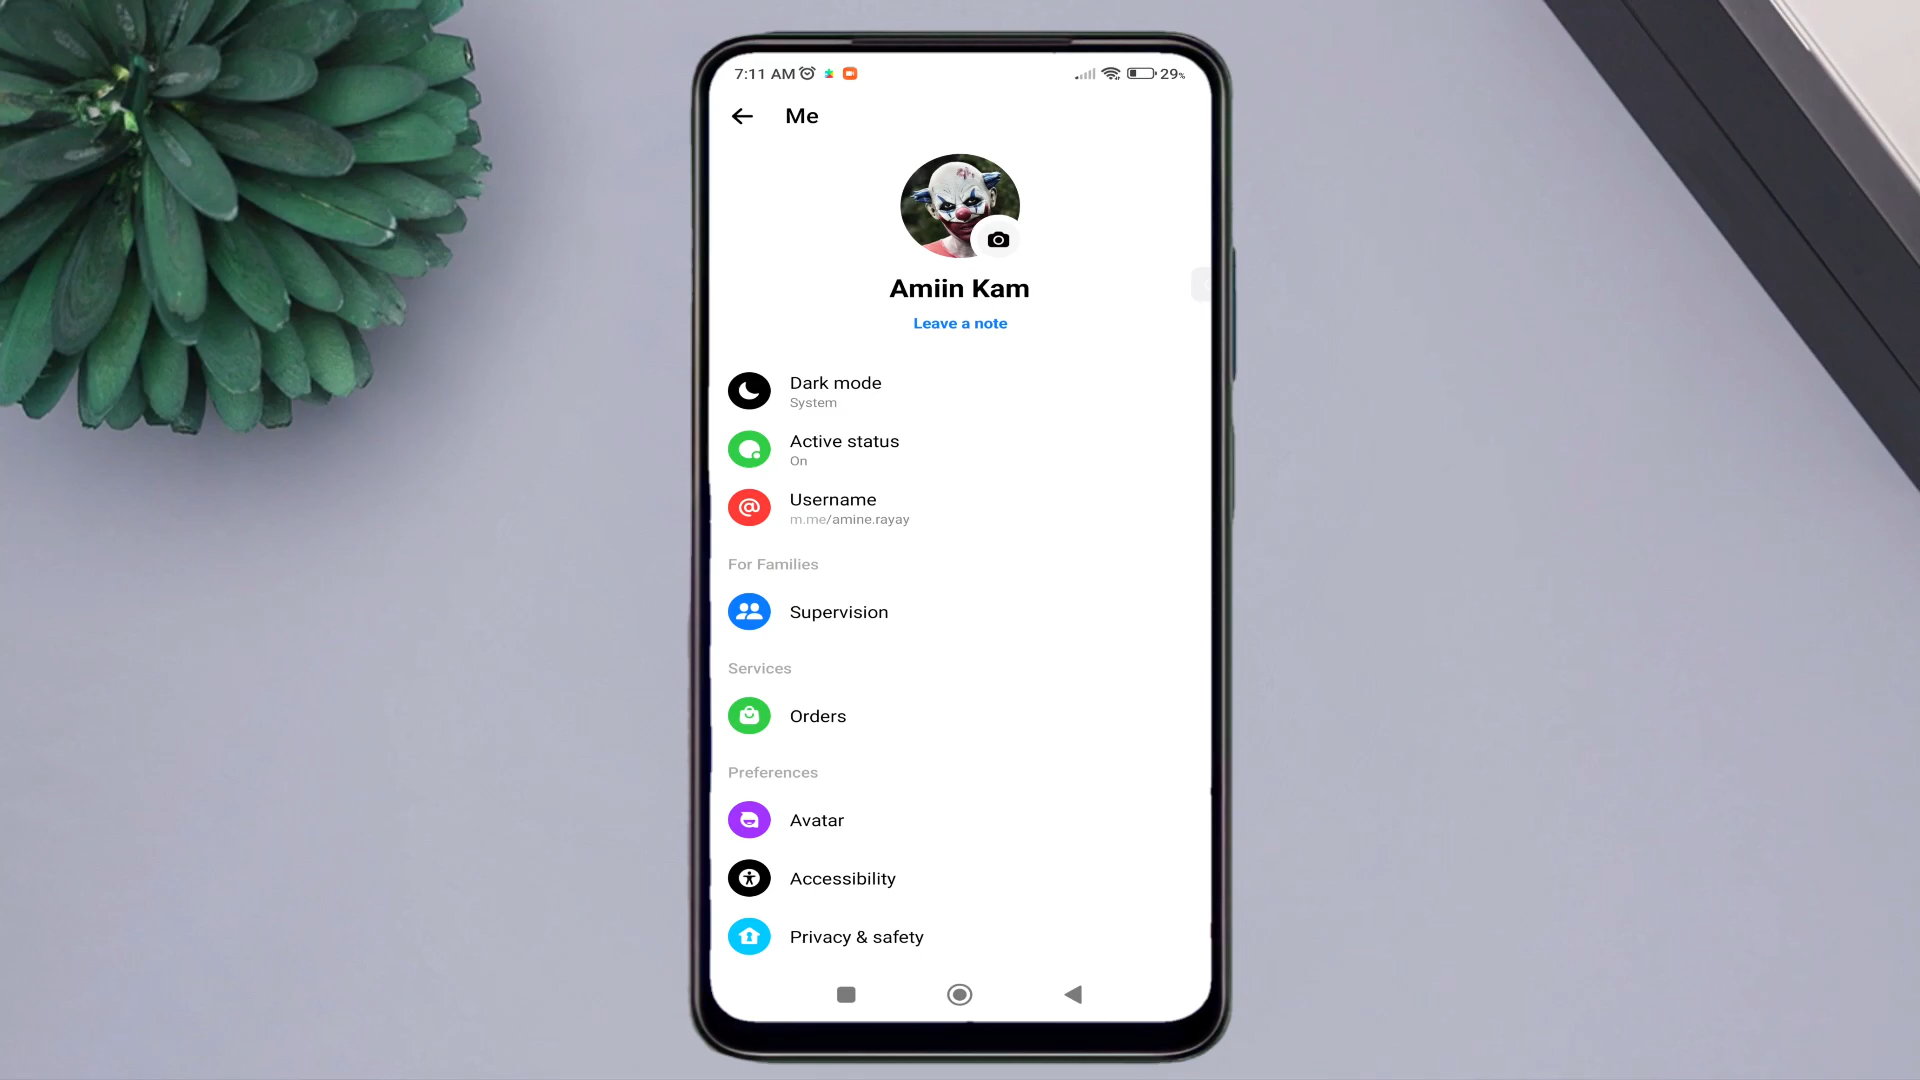 7:11 AM 29%
Me
Amiin Kam
Leave a note
Dark mode
System
Active status
On
Username
m.me/amine.rayay
For Families
Supervision
Services
Orders
Preferences
Avatar
Accessibility
Privacy & safety